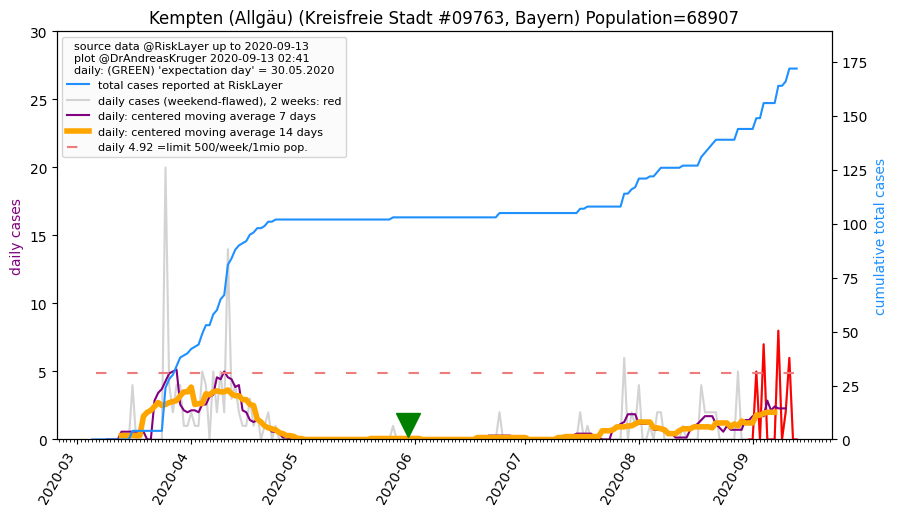 Kempten (Allgäu) (Kreisfreie Stadt #09763, Bayern) Population=68907
source data @RiskLayer up to 2020-09-13
plot @DrAndreasKruger 2020-09-13 02:41
daily: (GREEN) 'expectation day' = 30.05.2020
total cases reported at RiskLayer
daily cases (weekend-flawed), 2 weeks: red
daily: centered moving average 7 days
daily: centered moving average 14 days
daily 4.92 =limit 500/week/1mio pop.
daily cases
30
25
20
15
10
5
0
cumulative total cases
175
150
125
100
75
50
25
0
2020-03
2020-04
2020-05
2020-06
2020-07
2020-08
2020-09